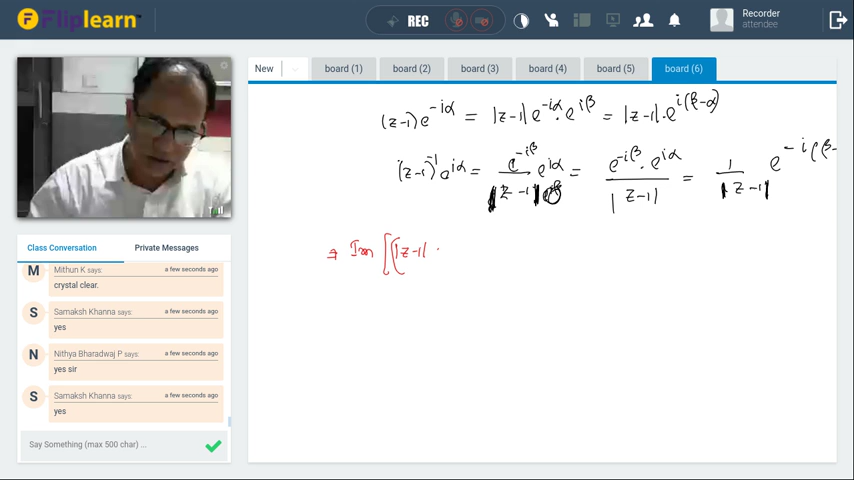 Fliplearn
REC
Recorder
attendee
New
board (1)
board (2)
board (3)
board (4)
board (5)
board (6)
(z-1)e^{-iα} = |z-1|e^{-iα}.e^{iβ} = |z-1|.e^{i(β-α)}
(z-1)^{-1}e^{iα} = e^{-iβ}e^{iα} / |z-1| = e^{-iβ}.e^{iα} / |z-1| = 1 / |z-1| e^{-i(β-
⇒ Im [(|z-1| .
Class Conversation
Private Messages
M
Mithun K says:
a few seconds ago
crystal clear.
S
Samaksh Khanna says:
a few seconds ago
yes
N
Nithya Bharadwaj P says:
a few seconds ago
yes sir
S
Samaksh Khanna says:
a few seconds ago
yes
Say Something (max 500 char) ...